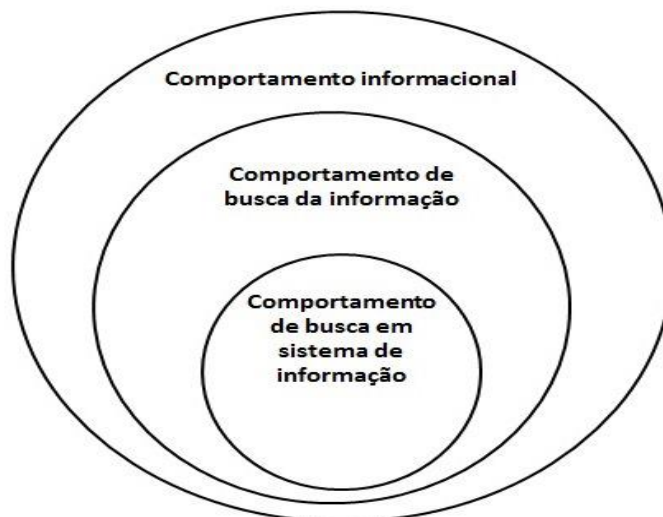 Comportamento informacional
Comportamento de
busca da informação
Comportamento
de busca em
sistema de
informação